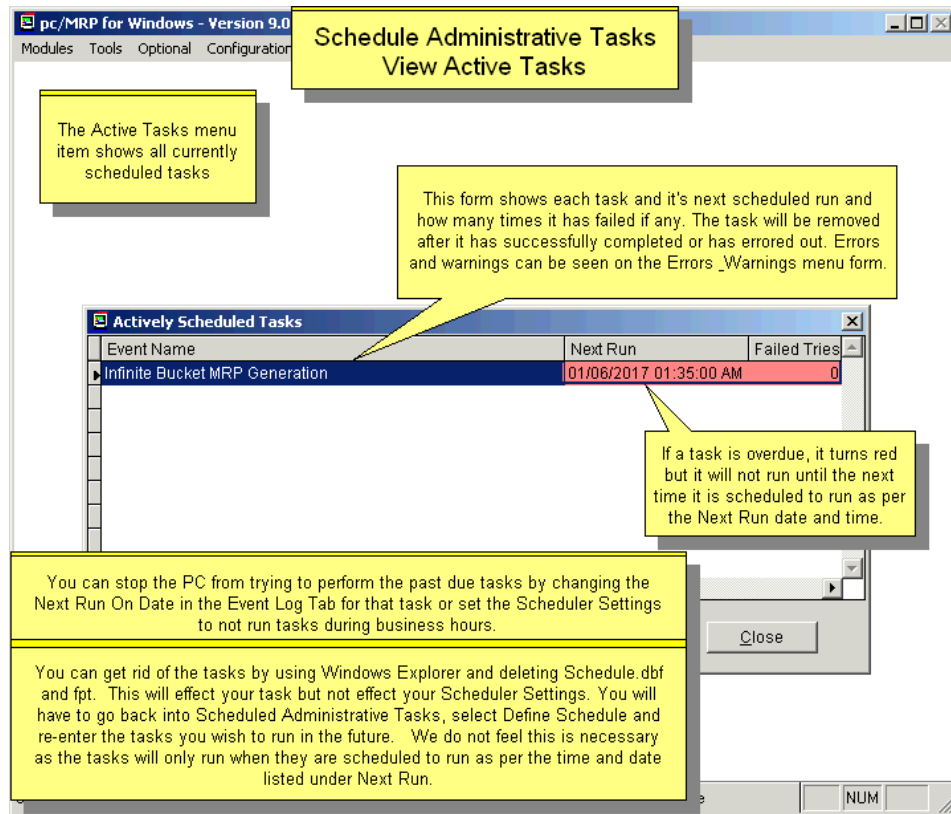 pc/MRP for Windows - Version 9.0
Modules Tools Optional Configuration
Schedule Administrative Tasks
View Active Tasks
The Active Tasks menu
item shows all currently
scheduled tasks
This form shows each task and it's next scheduled run and
how many times it has failed if any. The task will be removed
after it has successfully completed or has errored out. Errors
and warnings can be seen on the Errors _Warnings menu form.
Actively Scheduled Tasks
Event Name Next Run Failed Tries
Infinite Bucket MRP Generation 01/06/2017 01:35:00 AM 0
If a task is overdue, it turns red
but it will not run until the next
time it is scheduled to run as per
the Next Run date and time.
You can stop the PC from trying to perform the past due tasks by changing the
Next Run On Date in the Event Log Tab for that task or set the Scheduler Settings
to not run tasks during business hours.
Close
You can get rid of the tasks by using Windows Explorer and deleting Schedule.dbf
and fpt. This will effect your task but not effect your Scheduler Settings. You will
have to go back into Scheduled Administrative Tasks, select Define Schedule and
re-enter the tasks you wish to run in the future. We do not feel this is necessary
as the tasks will only run when they are scheduled to run as per the time and date
listed under Next Run.
NUM